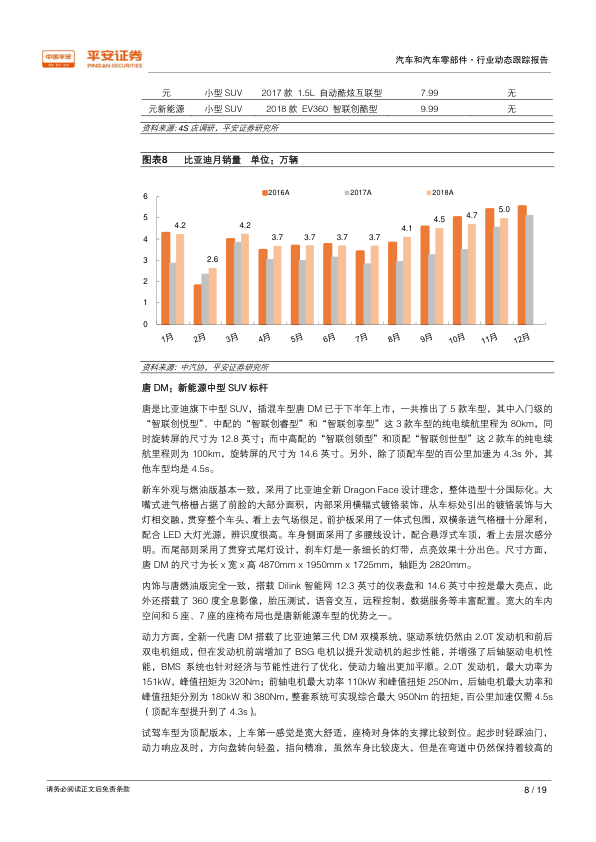 中国平安
平安证券
PINGAN SECURITIES
汽车和汽车零部件·行业动态跟踪报告
元 小型 SUV 2017 款 1.5L 自动酷炫互联型 7.99 无
元新能源 小型 SUV 2018 款 EV360 智联创酷型 9.99 无
资料来源: 4S 店调研，平安证券研究所
图表8 比亚迪月销量 单位；万辆
2016A 2017A 2018A
6
5
4
3
2
1
0
4.2 2.6 4.2 3.7 3.7 3.7 3.7 4.1 4.5 4.7 5.0
1月 2月 3月 4月 5月 6月 7月 8月 9月 10月 11月 12月
资料来源: 中汽协，平安证券研究所
唐 DM：新能源中型 SUV 标杆
唐是比亚迪旗下中型 SUV，插混车型唐 DM 已于下半年上市，一共推出了 5 款车型，其中入门级的
“智联创悦型”、中配的“智联创睿型”和“智联创享型”这 3 款车型的纯电续航里程为 80km，同
时旋转屏的尺寸为 12.8 英寸；而中高配的“智联创领型”和顶配“智联创世型”这 2 款车的纯电续
航里程则为 100km，旋转屏的尺寸为 14.6 英寸。另外，除了顶配车型的百公里加速为 4.3s 外，其
他车型均是 4.5s。
新车外观与燃油版基本一致，采用了比亚迪全新 Dragon Face 设计理念，整体造型十分国际化。大
嘴式进气格栅占据了前脸的大部分面积，内部采用横辐式镀铬装饰，从车标处引出的镀铬装饰与大
灯相交融，贯穿整个车头，看上去气场很足，前护板采用了一体式包围，双横条进气格栅十分犀利，
配合 LED 大灯光源，辨识度很高。车身侧面采用了多腰线设计，配合悬浮式车顶，看上去层次感分
明。而尾部则采用了贯穿式尾灯设计，刹车灯是一条细长的灯带，点亮效果十分出色。尺寸方面，
唐 DM 的尺寸为长 x 宽 x 高 4870mm x 1950mm x 1725mm，轴距为 2820mm。
内饰与唐燃油版完全一致，搭载 Dilink 智能网 12.3 英寸的仪表盘和 14.6 英寸中控是最大亮点，此
外还搭载了 360 度全息影像，胎压测试，语音交互，远程控制，数据服务等丰富配置。宽大的车内
空间和 5 座、7 座的座椅布局也是唐新能源车型的优势之一。
动力方面，全新一代唐 DM 搭载了比亚迪第三代 DM 双模系统，驱动系统仍然由 2.0T 发动机和前后
双电机组成，但在发动机前端增加了 BSG 电机以提升发动机的起步性能，并增强了后轴驱动电机性
能，BMS 系统也针对经济与节能性进行了优化，使动力输出更加平顺。2.0T 发动机，最大功率为
151kW，峰值扭矩为 320Nm；前轴电机最大功率 110kW 和峰值扭矩 250Nm，后轴电机最大功率和
峰值扭矩分别为 180kW 和 380Nm，整套系统可实现综合最大 950Nm 的扭矩，百公里加速仅需 4.5s
（顶配车型提升到了 4.3s）。
试驾车型为顶配版本，上车第一感觉是宽大舒适，座椅对身体的支撑比较到位。起步时轻踩油门，
动力响应及时，方向盘转向轻盈，指向精准，虽然车身比较庞大，但是在弯道中仍然保持着较高的
请务必阅读正文后免责条款
8 / 19